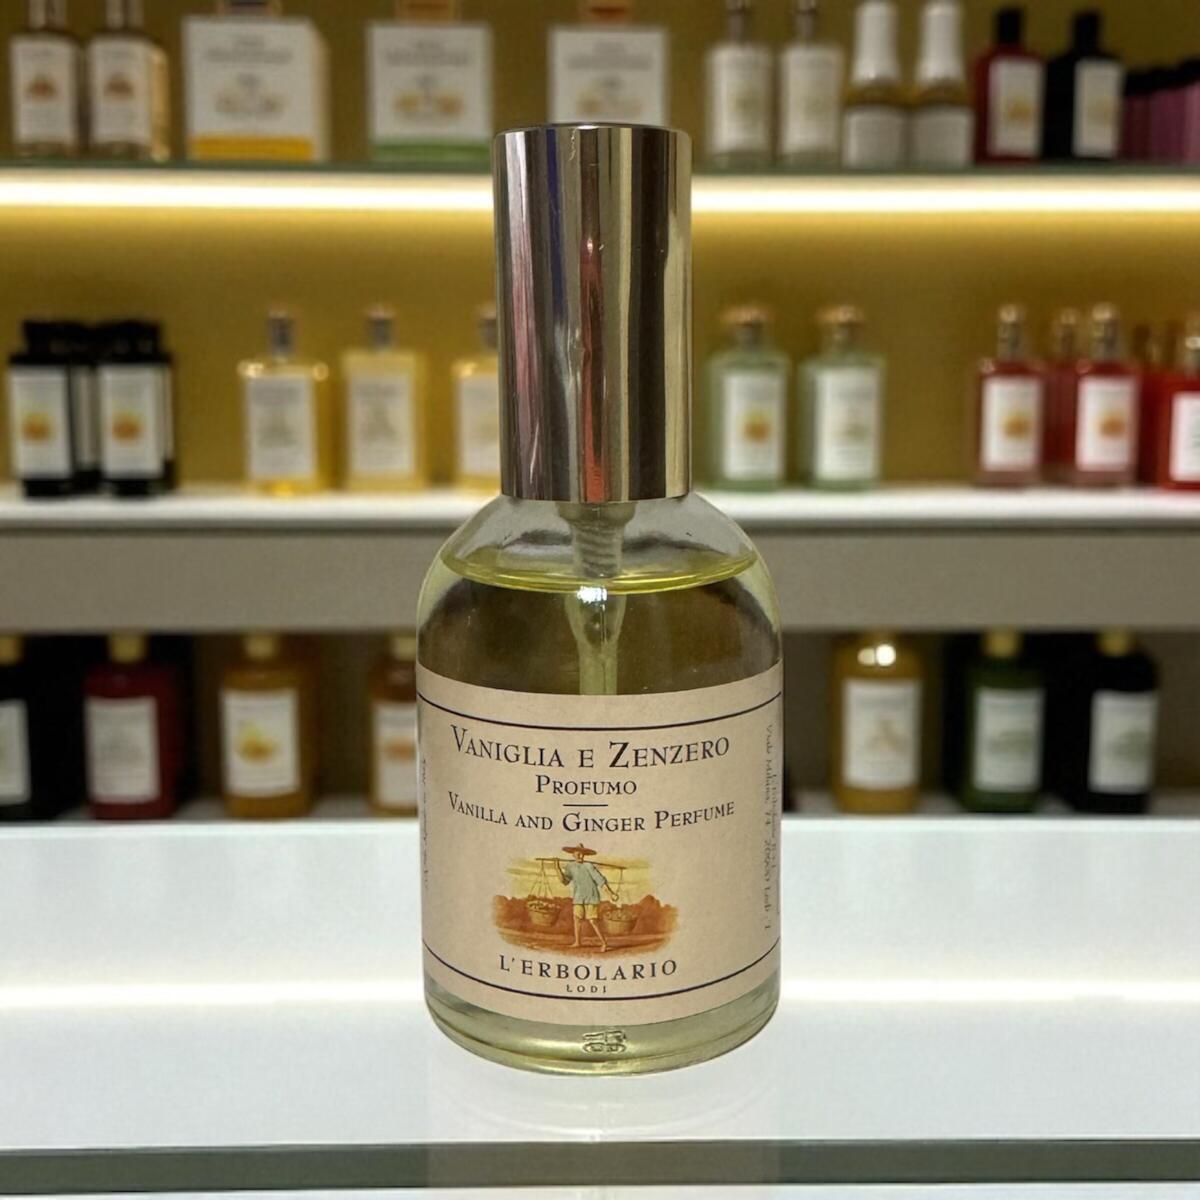 VANIGLIA E ZENZERO
PROFUMO
VANILLA AND GINGER PERFUME
L'ERBOLARIO
LODI